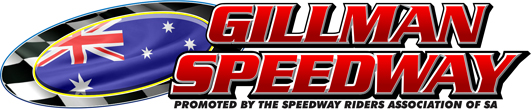 GILLMAN
SPEEDWAY
PROMOTED BY THE SPEEDWAY RIDERS ASSOCIATION OF SA